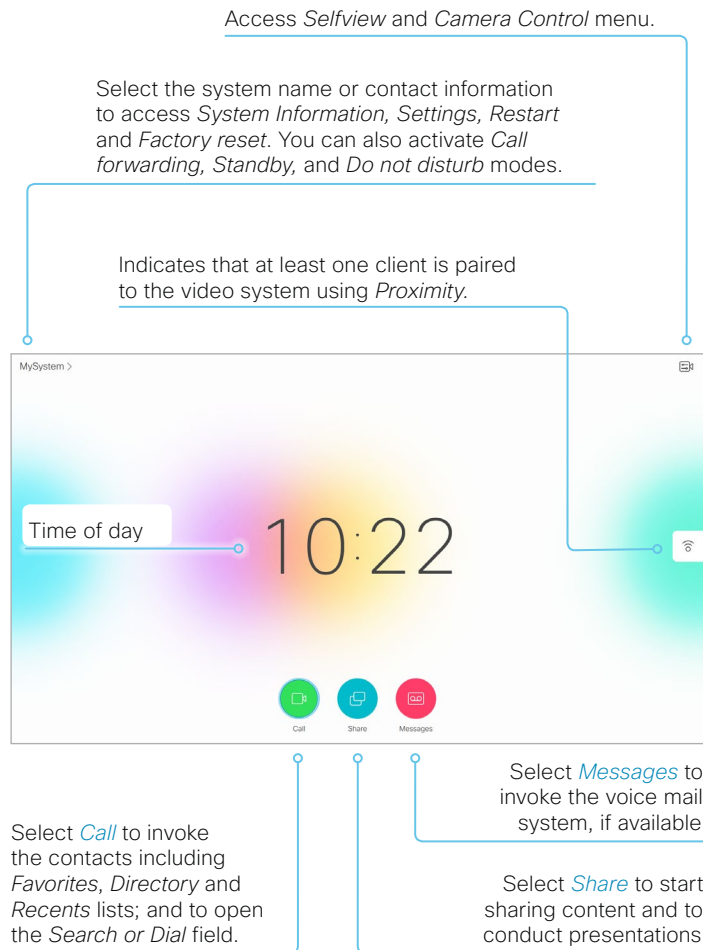 Access Selfview and Camera Control menu.
Select the system name or contact information
to access System Information, Settings, Restart
and Factory reset. You can also activate Call
forwarding, Standby, and Do not disturb modes.
Indicates that at least one client is paired
to the video system using Proximity.
MySystem >
Time of day
10:22
Call
Share
Messages
Select Messages to
invoke the voice mail
system, if available
Select Call to invoke
the contacts including
Favorites, Directory and
Recents lists; and to open
the Search or Dial field.
Select Share to start
sharing content and to
conduct presentations